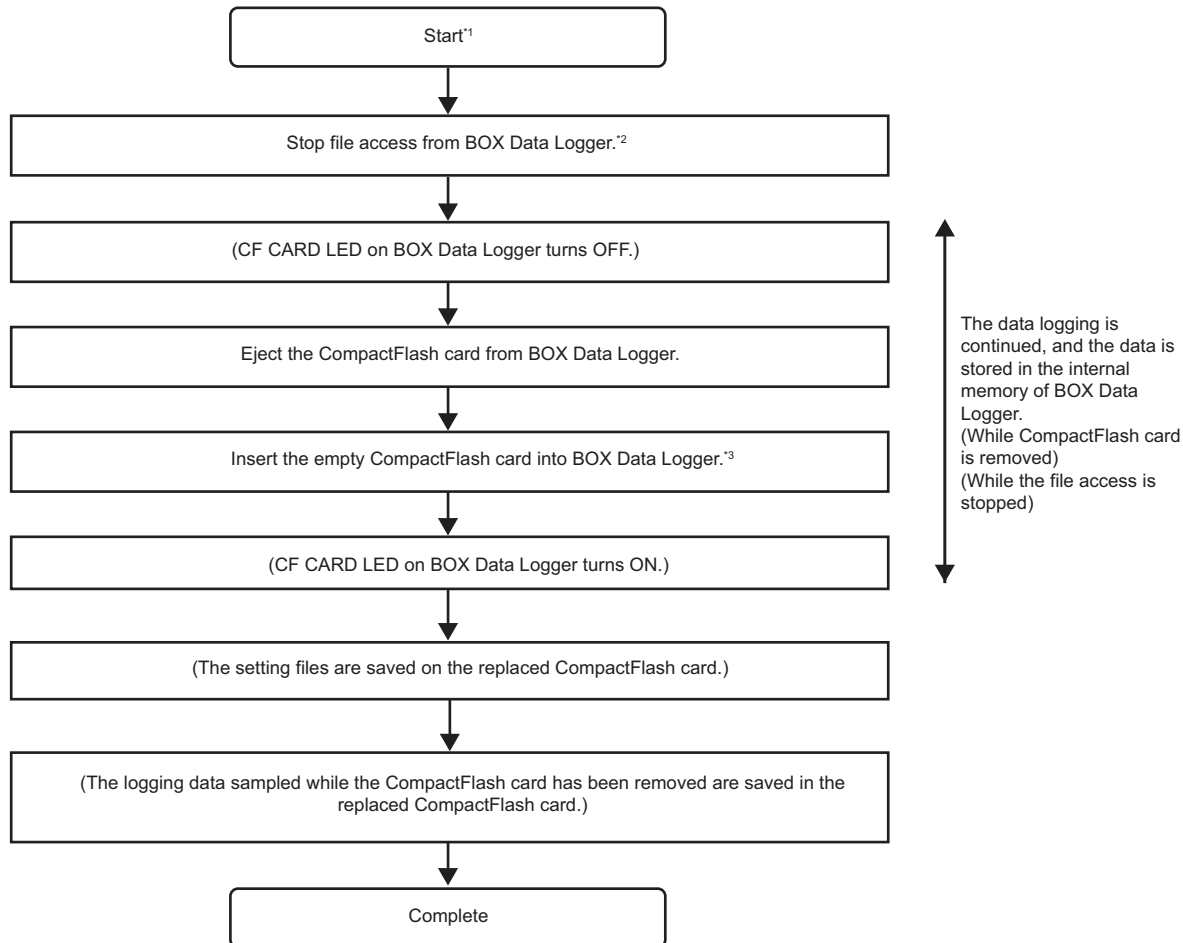 Start*1
Stop file access from BOX Data Logger.*2
(CF CARD LED on BOX Data Logger turns OFF.)
Eject the CompactFlash card from BOX Data Logger.
Insert the empty CompactFlash card into BOX Data Logger.*3
(CF CARD LED on BOX Data Logger turns ON.)
The data logging is
continued, and the data is
stored in the internal
memory of BOX Data
Logger.
(While CompactFlash card
is removed)
(While the file access is
stopped)
(The setting files are saved on the replaced CompactFlash card.)
(The logging data sampled while the CompactFlash card has been removed are saved in the
replaced CompactFlash card.)
Complete